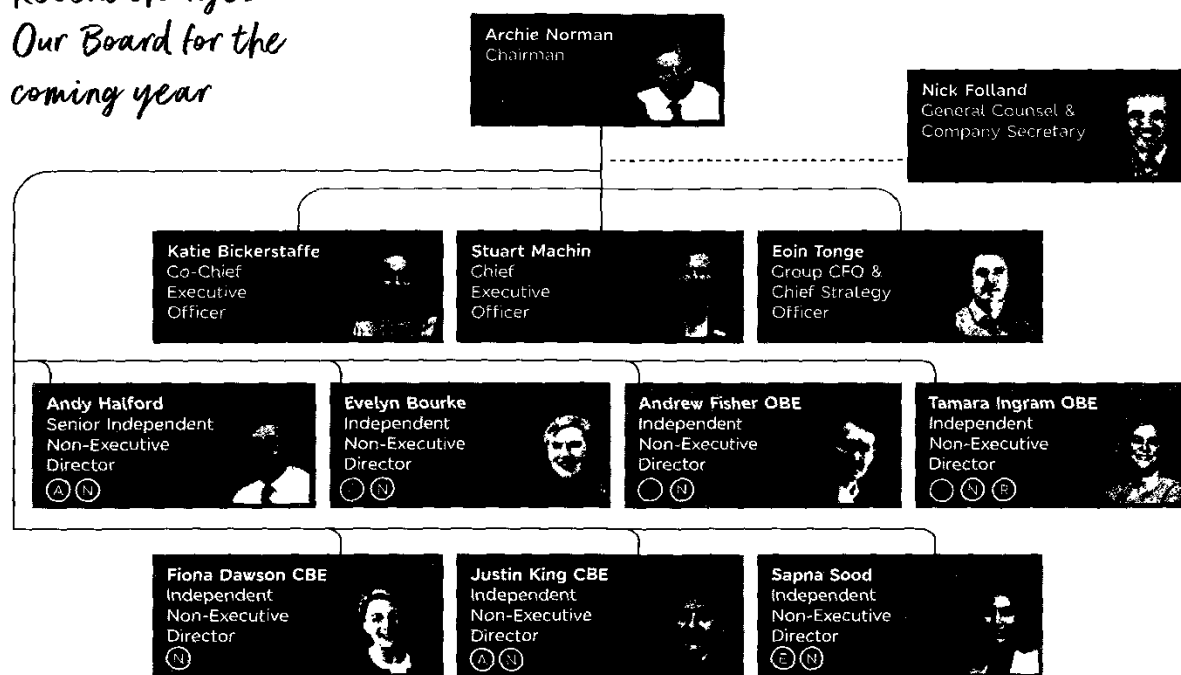 Our Board for the
coming year
Archie Norman
Chairman
Nick Folland
General Counsel &
Company Secretary
Katie Bickerstaffe
Co-Chief
Executive
Officer
Stuart Machin
Chief
Executive
Officer
Eoin Tonge
Group CFO &
Chief Strategy
Officer
Andy Halford
Senior Independent
Non-Executive
Director
A N
Evelyn Bourke
Independent
Non-Executive
Director
N
Andrew Fisher OBE
Independent
Non-Executive
Director
N
Tamara Ingram OBE
Independent
Non-Executive
Director
N R
Fiona Dawson CBE
Independent
Non-Executive
Director
N
Justin King CBE
Independent
Non-Executive
Director
A N
Sapna Sood
Independent
Non-Executive
Director
E N